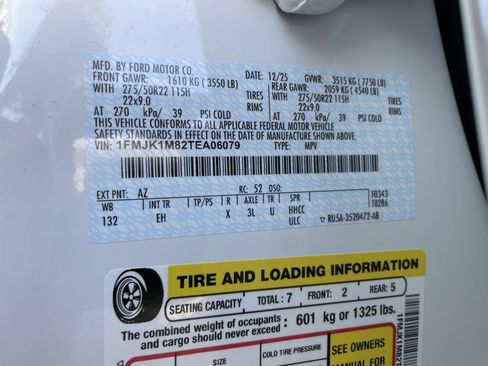 MFD. BY FORD MOTOR CO. 12/25 GVWR: 3515 KG (7750 LB)
FRONT GAWR: 1610 KG (3550 LB) REAR GAWR: 2059 KG (4540 LB)
WITH 275/50R22 115H TIRES WITH 275/50R22 115H TIRES
22x9.0 RIMS 22x9.0 RIMS
AT 270 kPa/ 39 PSI COLD AT 270 kPa/ 39 PSI COLD
THIS VEHICLE CONFORMS TO ALL APPLICABLE FEDERAL MOTOR VEHICLE
SAFETY STANDARDS IN EFFECT ON THE DATE OF MANUFACTURE SHOWN ABOVE.
VIN: 1FMJK1M82TEA06079 TYPE: MPV
EXT PNT: AZ RC: 52 DSO:
WB INT TR TP/PS R AXLE TR SPR F0343
132 EH X 3L U HHCC T0286
ULC ▽ RU5A-3520472-AB
TIRE AND LOADING INFORMATION
SEATING CAPACITY TOTAL : 7 FRONT: 2 REAR: 5
The combined weight of occupants and cargo should never exceed : 601 kg or 1325 lbs.
SIZE COLD TIRE PRESSURE SEE OWNERS
MANUAL FOR
1FMJK1M82T